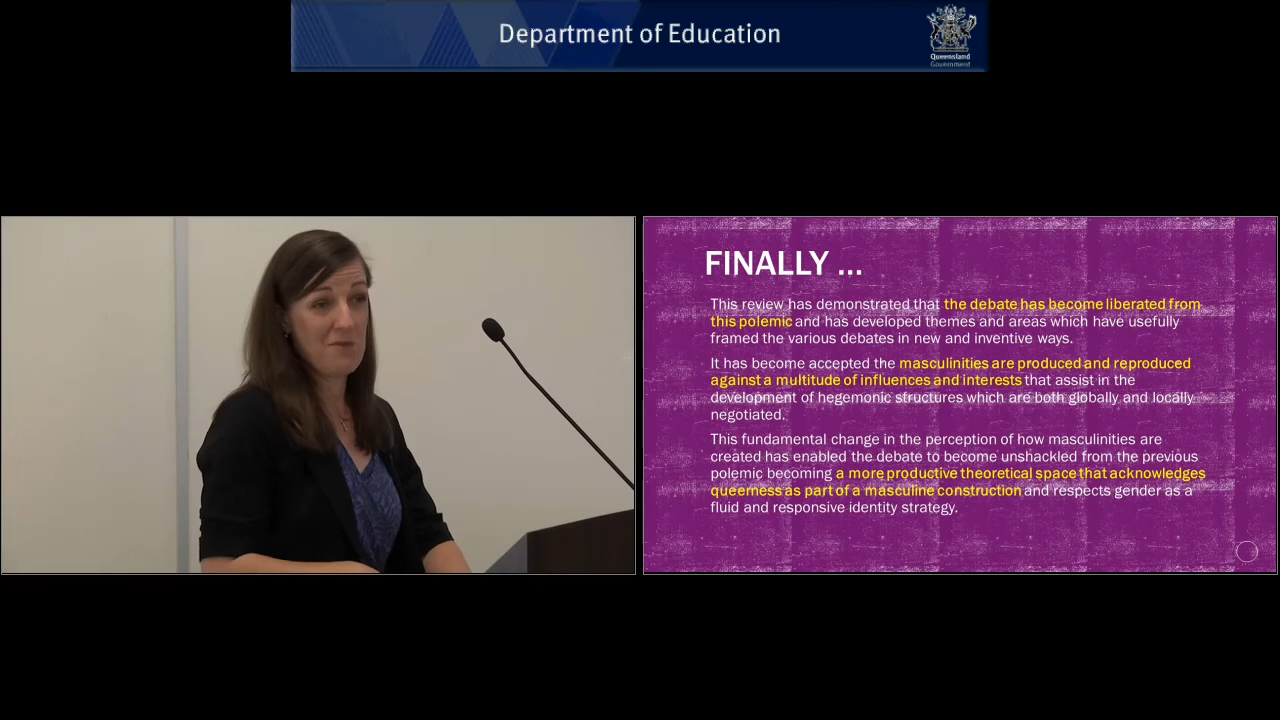 Department of Education
Queensland
Government
FINALLY ...
This review has demonstrated that the debate has become liberated from
this polemic and has developed themes and areas which have usefully
framed the various debates in new and inventive ways.
It has become accepted the masculinities are produced and reproduced
against a multitude of influences and interests that assist in the
development of hegemonic structures which are both globally and locally
negotiated.
This fundamental change in the perception of how masculinities are
created has enabled the debate to become unshackled from the previous
polemic becoming a more productive theoretical space that acknowledges
queerness as part of a masculine construction and respects gender as a
fluid and responsive identity strategy.